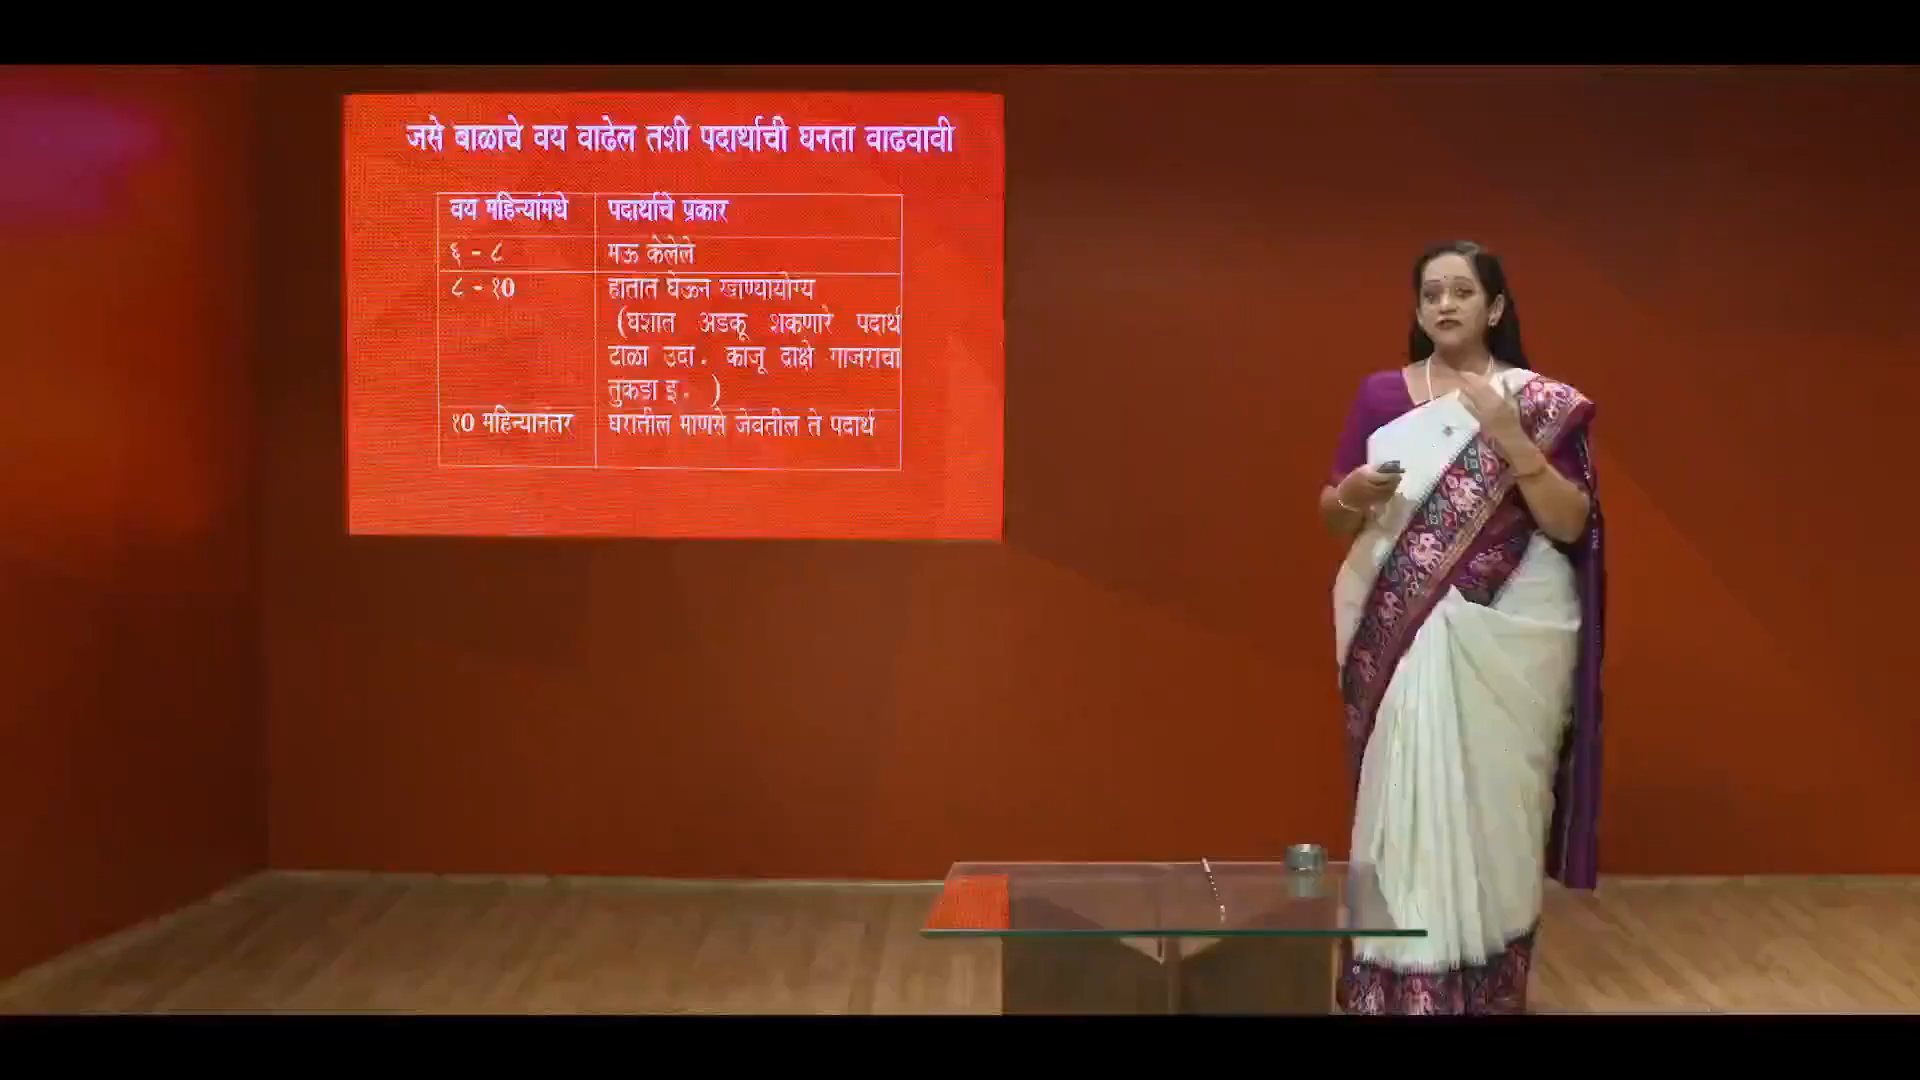 जसे बाळाचे वय वाढेल तशी पदार्थाची घनता वाढवावी
वय महिन्यांमधे पदार्थाचे प्रकार
६ - ८ मऊ केलेले
८ - १० हातात घेऊन खाण्यायोग्य
(घशात अडकू शकणारे पदार्थ
टाळा उदा. काजू द्राक्षे गाजराचा
तुकडा इ. )
१० महिन्यानंतर घरातील माणसे जेवतील ते पदार्थ